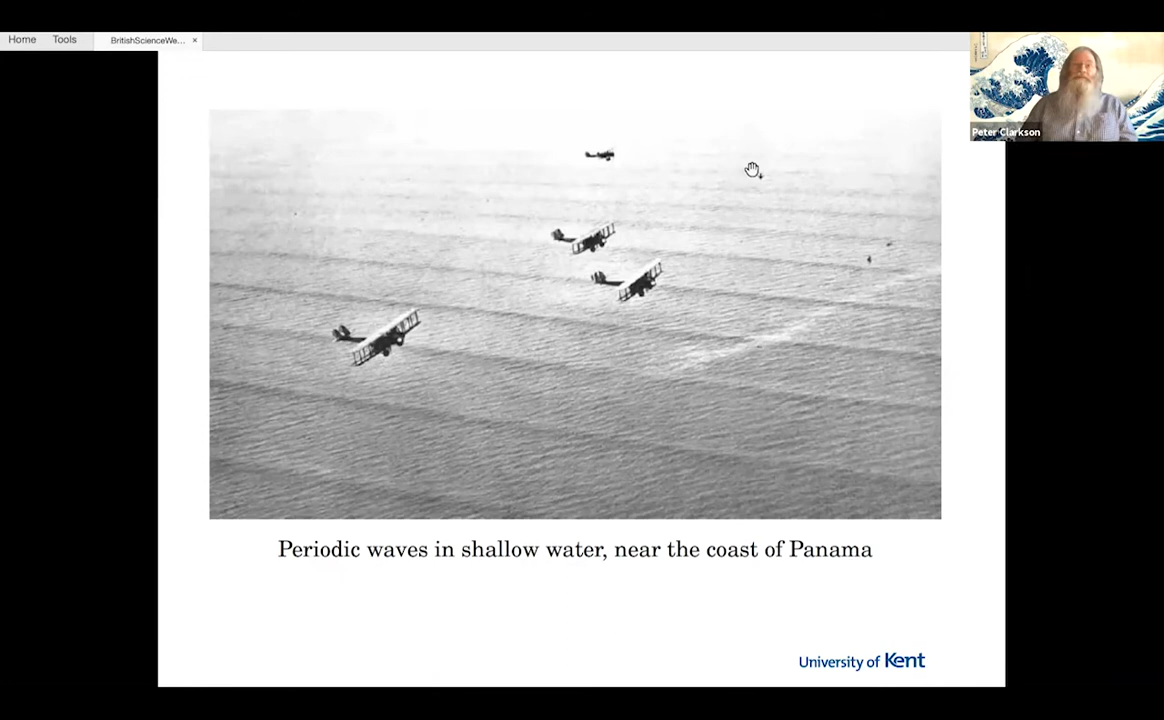 Home Tools BritishScienceWe... ×
Peter Clarkson
Periodic waves in shallow water, near the coast of Panama
University of Kent